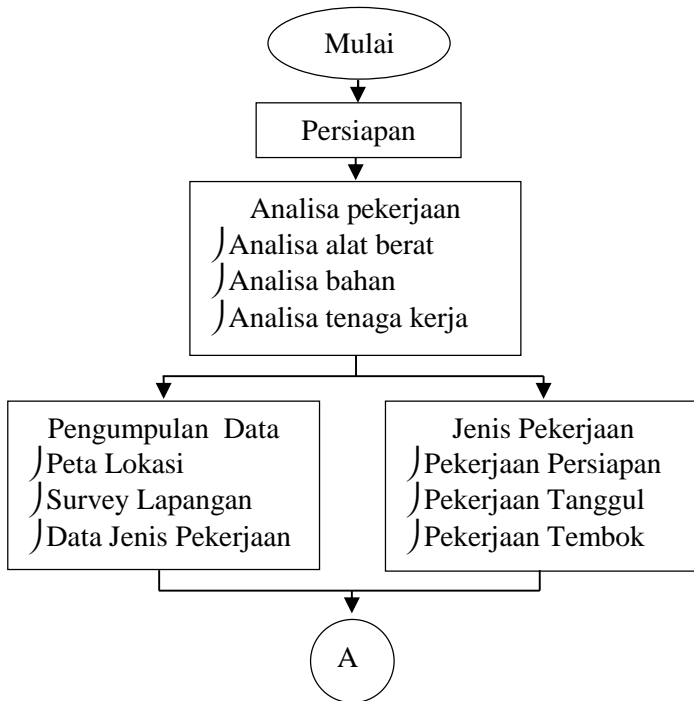 Mulai
Persiapan
Analisa pekerjaan
Analisa alat berat
Analisa bahan
Analisa tenaga kerja
Pengumpulan Data
Peta Lokasi
Survey Lapangan
Data Jenis Pekerjaan
Jenis Pekerjaan
Pekerjaan Persiapan
Pekerjaan Tanggul
Pekerjaan Tembok
A